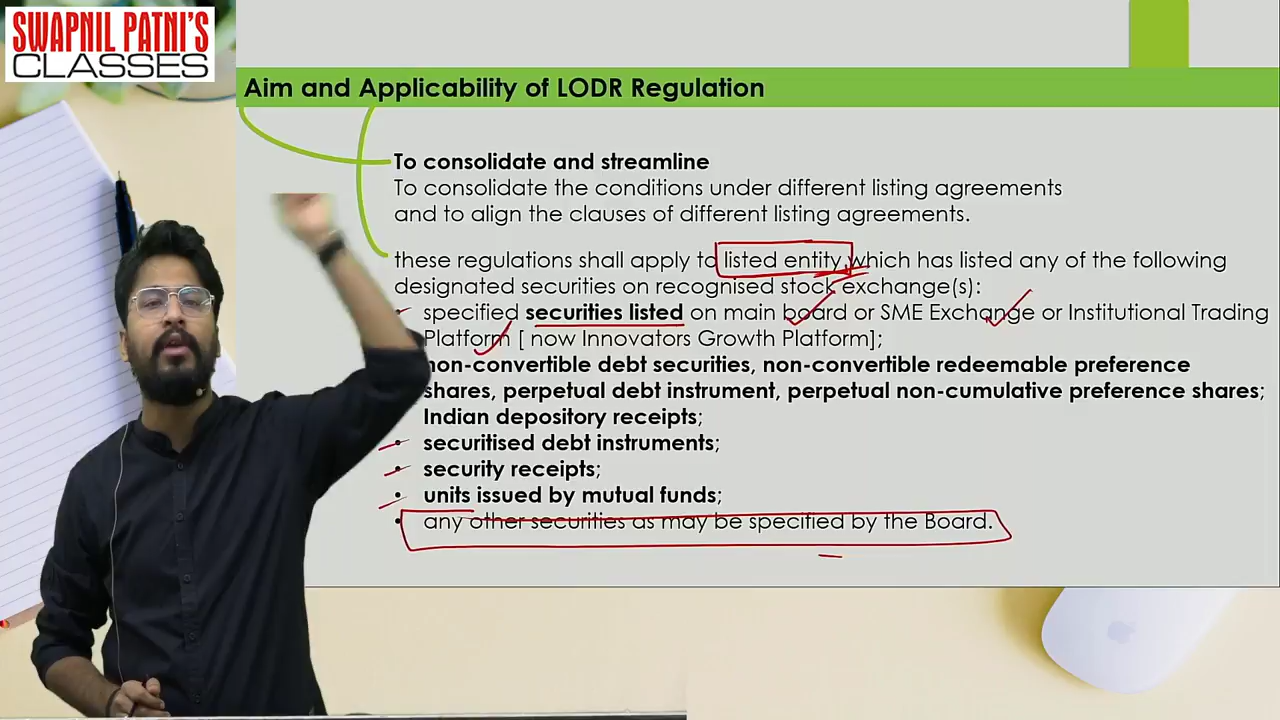 SWAPNIL PATNI'S
CLASSES
Aim and Applicability of LODR Regulation
To consolidate and streamline
To consolidate the conditions under different listing agreements
and to align the clauses of different listing agreements.
these regulations shall apply to listed entity which has listed any of the following
designated securities on recognised stock exchange(s):
specified securities listed on main board or SME Exchange or Institutional Trading
Platform [ now Innovators Growth Platform];
non-convertible debt securities, non-convertible redeemable preference
shares, perpetual debt instrument, perpetual non-cumulative preference shares;
Indian depository receipts;
• securitised debt instruments;
• security receipts;
• units issued by mutual funds;
• any other securities as may be specified by the Board.